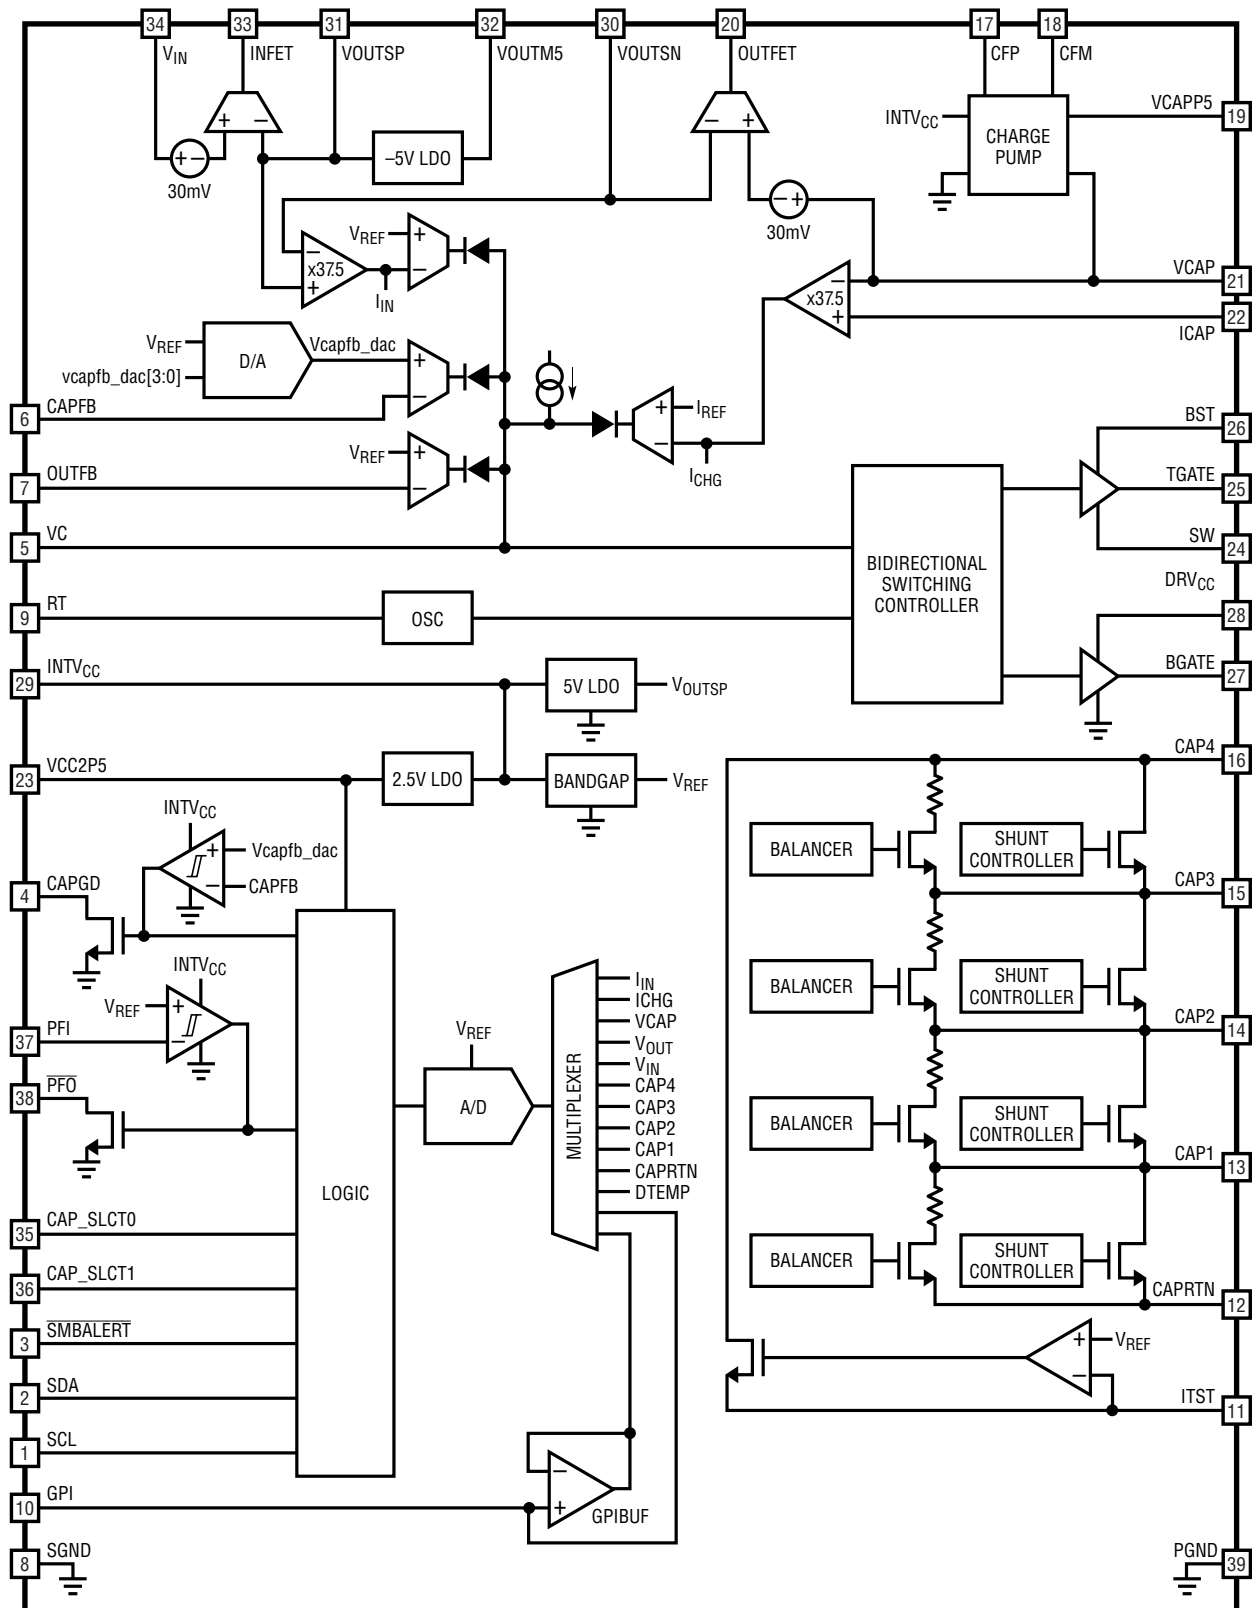 34 33 31 32 30 20 17 18
VIN INFET VOUTSP VOUTM5 VOUTSN OUTFET CFP CFM
+ − − +
INTVCC
CHARGE
PUMP
VCAPP5
19
+ −
30mV
−5V LDO
− +
30mV
VREF
+
−
−
x37.5
+
IIN
−
x37.5
+
VCAP
21
22
ICAP
VREF
vcapfb_dac[3:0]
D/A
Vcapfb_dac
+
−
6
CAPFB
+
−
IREF
ICHG
VREF
+
−
7
OUTFB
BST
26
TGATE
25
SW
24
5
VC
BIDIRECTIONAL
SWITCHING
CONTROLLER
DRVCC
28
BGATE
27
9
RT
OSC
29
INTVCC
5V LDO
VOUTSP
23
VCC2P5
2.5V LDO
BANDGAP
VREF
CAP4
16
INTVCC
+
−
Vcapfb_dac
CAPFB
4
CAPGD
BALANCER
SHUNT
CONTROLLER
CAP3
15
INTVCC
VREF
+
−
37
PFI
38
PFO
BALANCER
SHUNT
CONTROLLER
CAP2
14
LOGIC
VREF
A/D
MULTIPLEXER
IIN
ICHG
VCAP
VOUT
VIN
CAP4
CAP3
CAP2
CAP1
CAPRTN
DTEMP
BALANCER
SHUNT
CONTROLLER
CAP1
13
35
CAP_SLCT0
36
CAP_SLCT1
BALANCER
SHUNT
CONTROLLER
CAPRTN
12
3
SMBALERT
+
−
VREF
2
SDA
ITST
11
1
SCL
−
+
GPIBUF
10
GPI
8
SGND
PGND
39